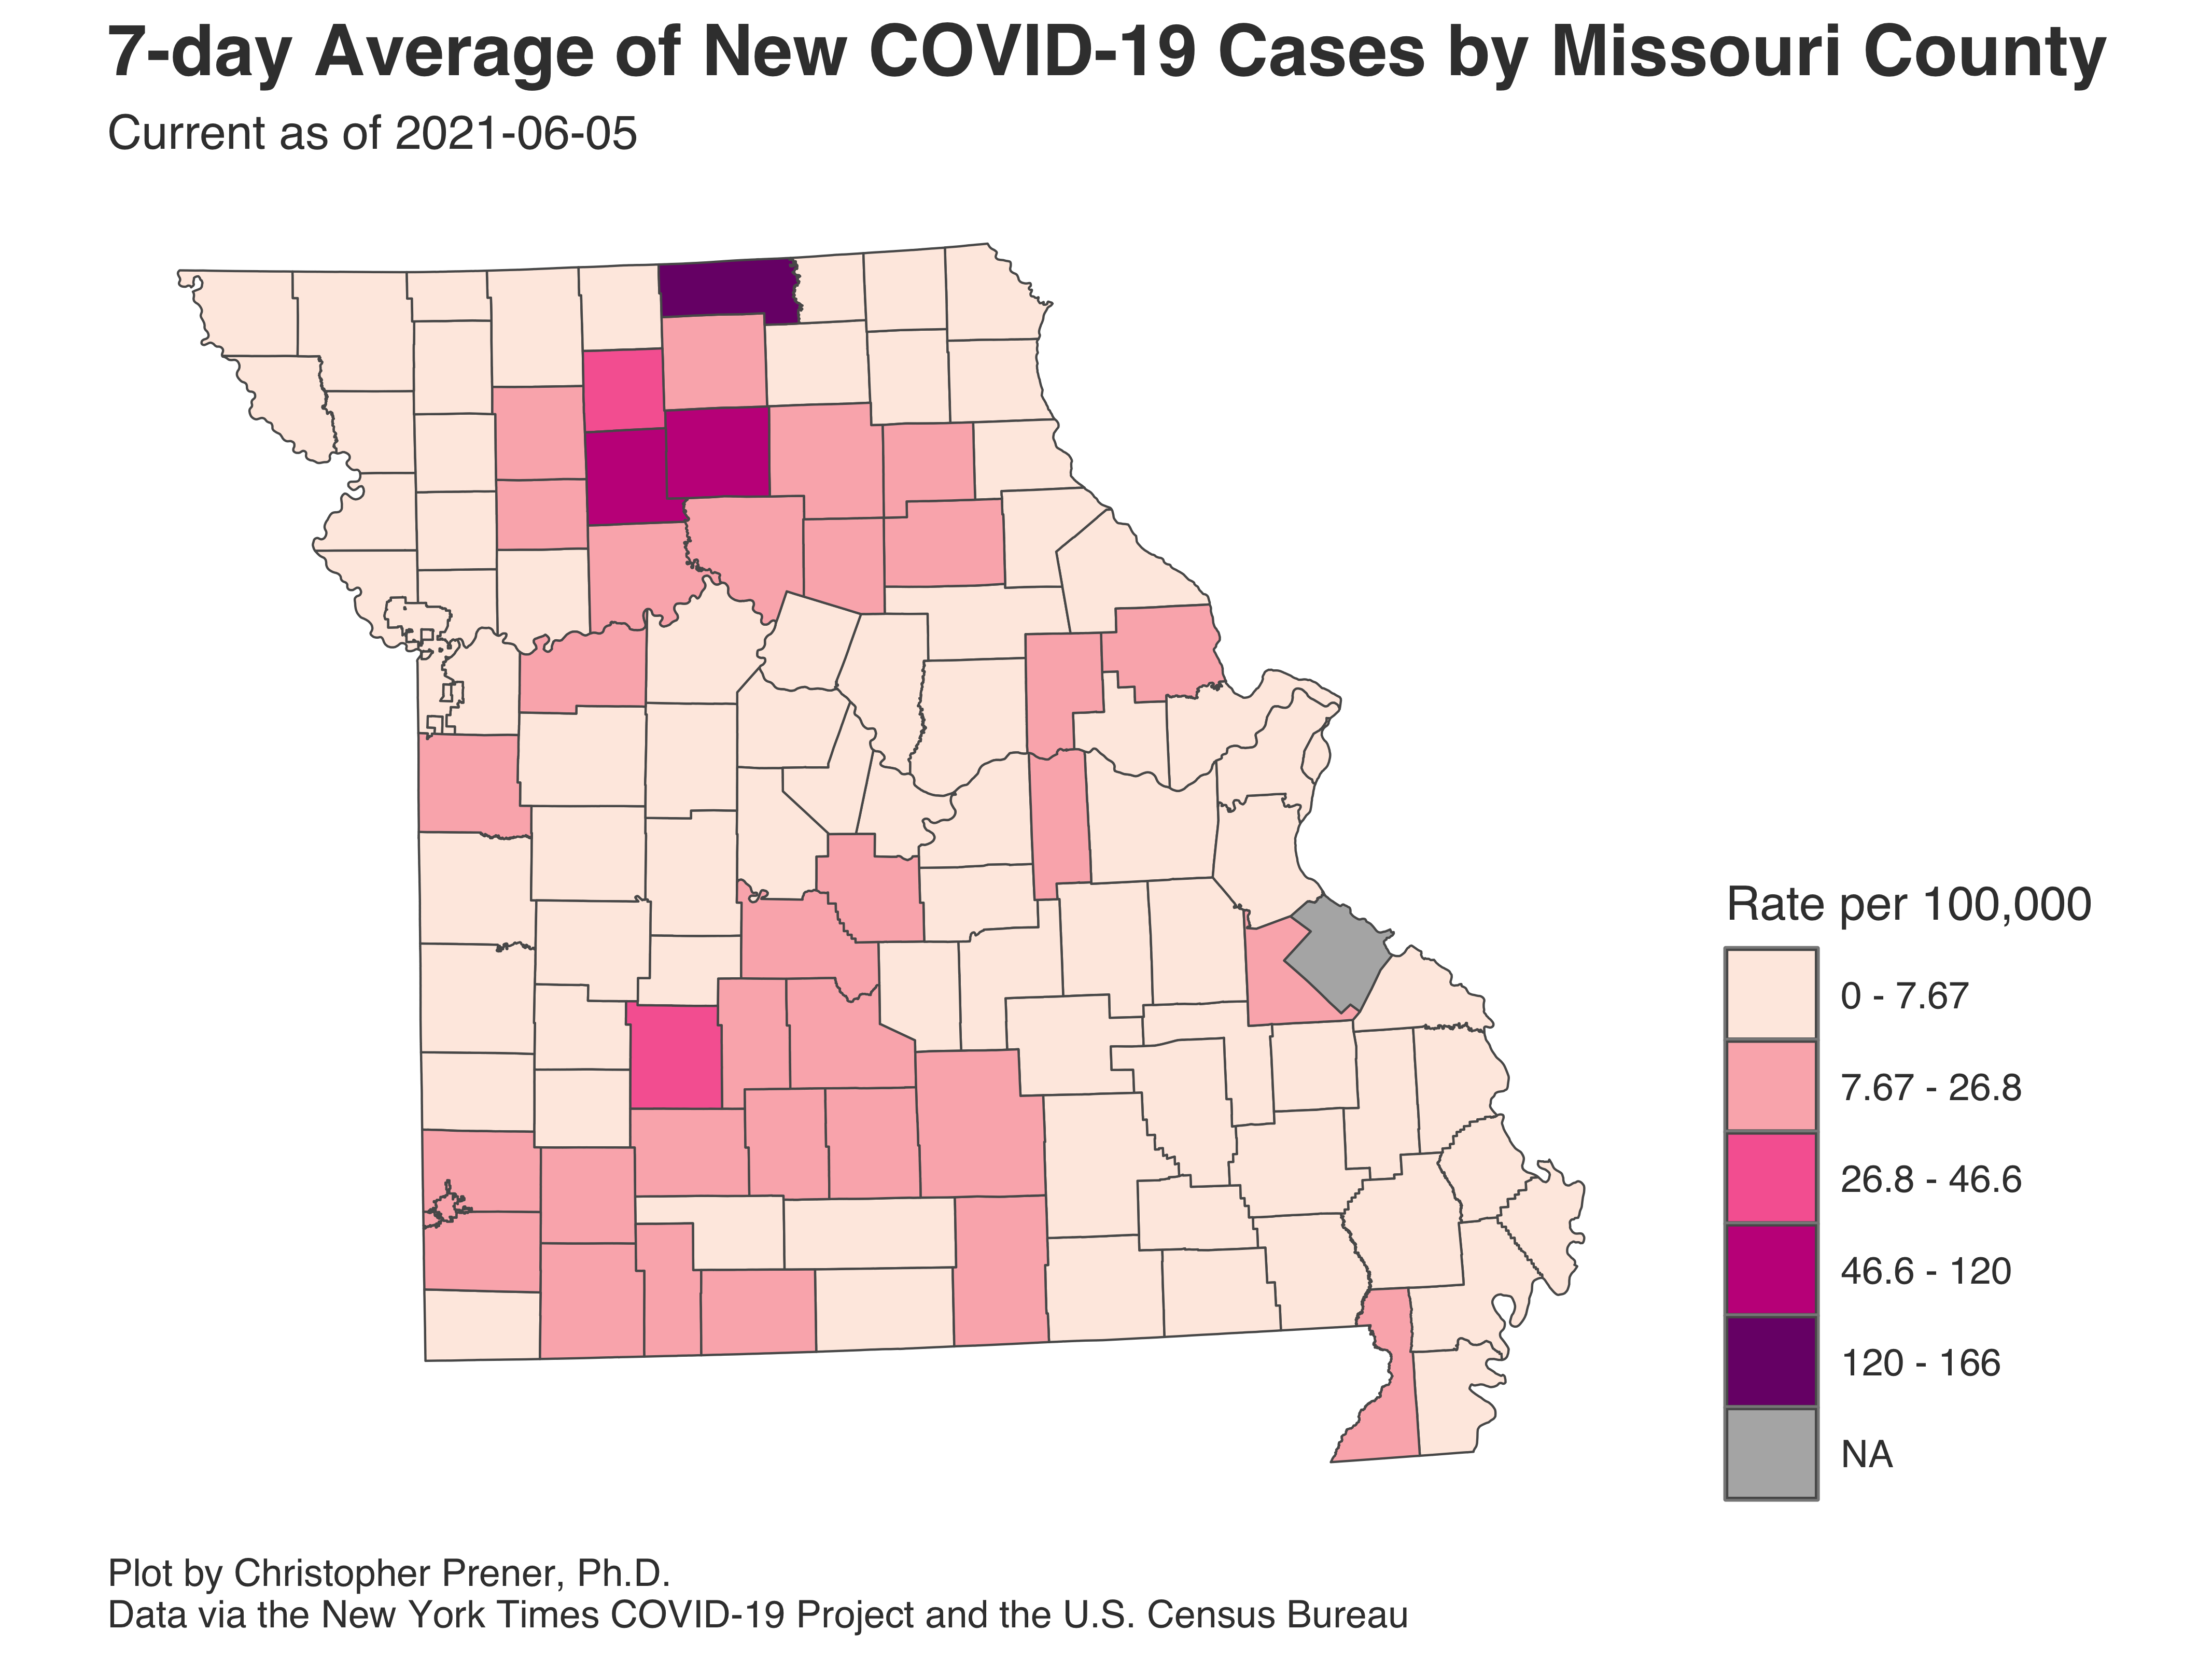 7-day Average of New COVID-19 Cases by Missouri County
Current as of 2021-06-05
Rate per 100,000
0 - 7.67
7.67 - 26.8
26.8 - 46.6
46.6 - 120
120 - 166
NA
Plot by Christopher Prener, Ph.D.
Data via the New York Times COVID-19 Project and the U.S. Census Bureau